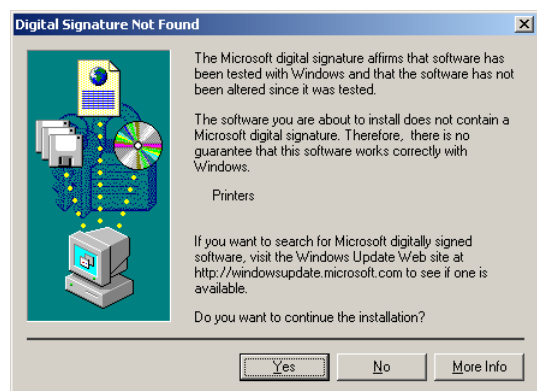 Digital Signature Not Found
The Microsoft digital signature affirms that software has
been tested with Windows and that the software has not
been altered since it was tested.
The software you are about to install does not contain a
Microsoft digital signature. Therefore, there is no
guarantee that this software works correctly with
Windows.
Printers
If you want to search for Microsoft digitally signed
software, visit the Windows Update Web site at
http://windowsupdate.microsoft.com to see if one is
available.
Do you want to continue the installation?
Yes No More Info